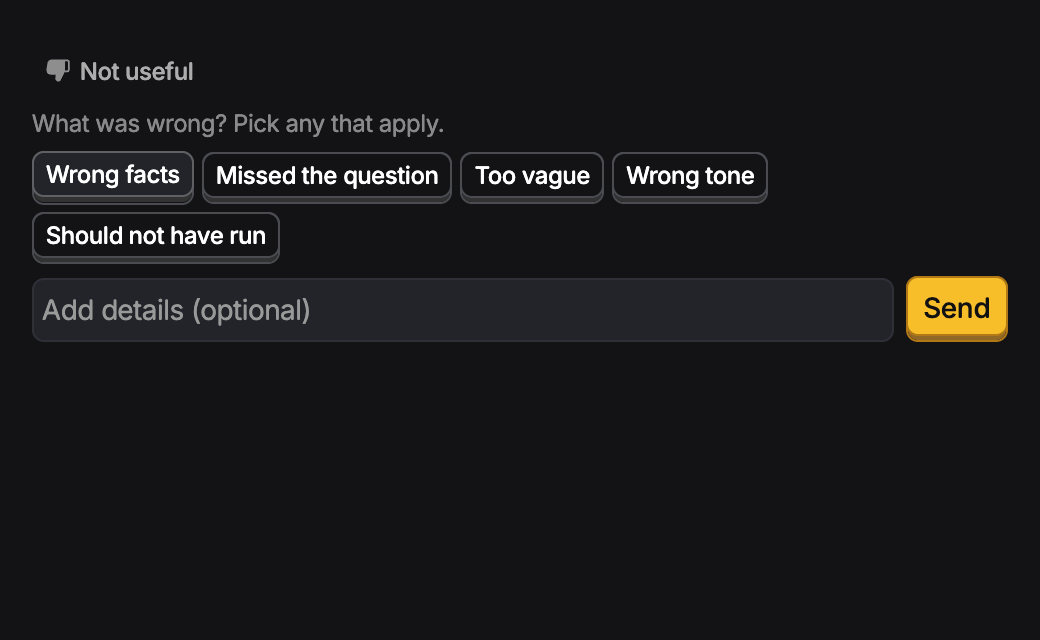 Not useful
What was wrong? Pick any that apply.
Wrong facts Missed the question Too vague Wrong tone
Should not have run
Add details (optional) Send